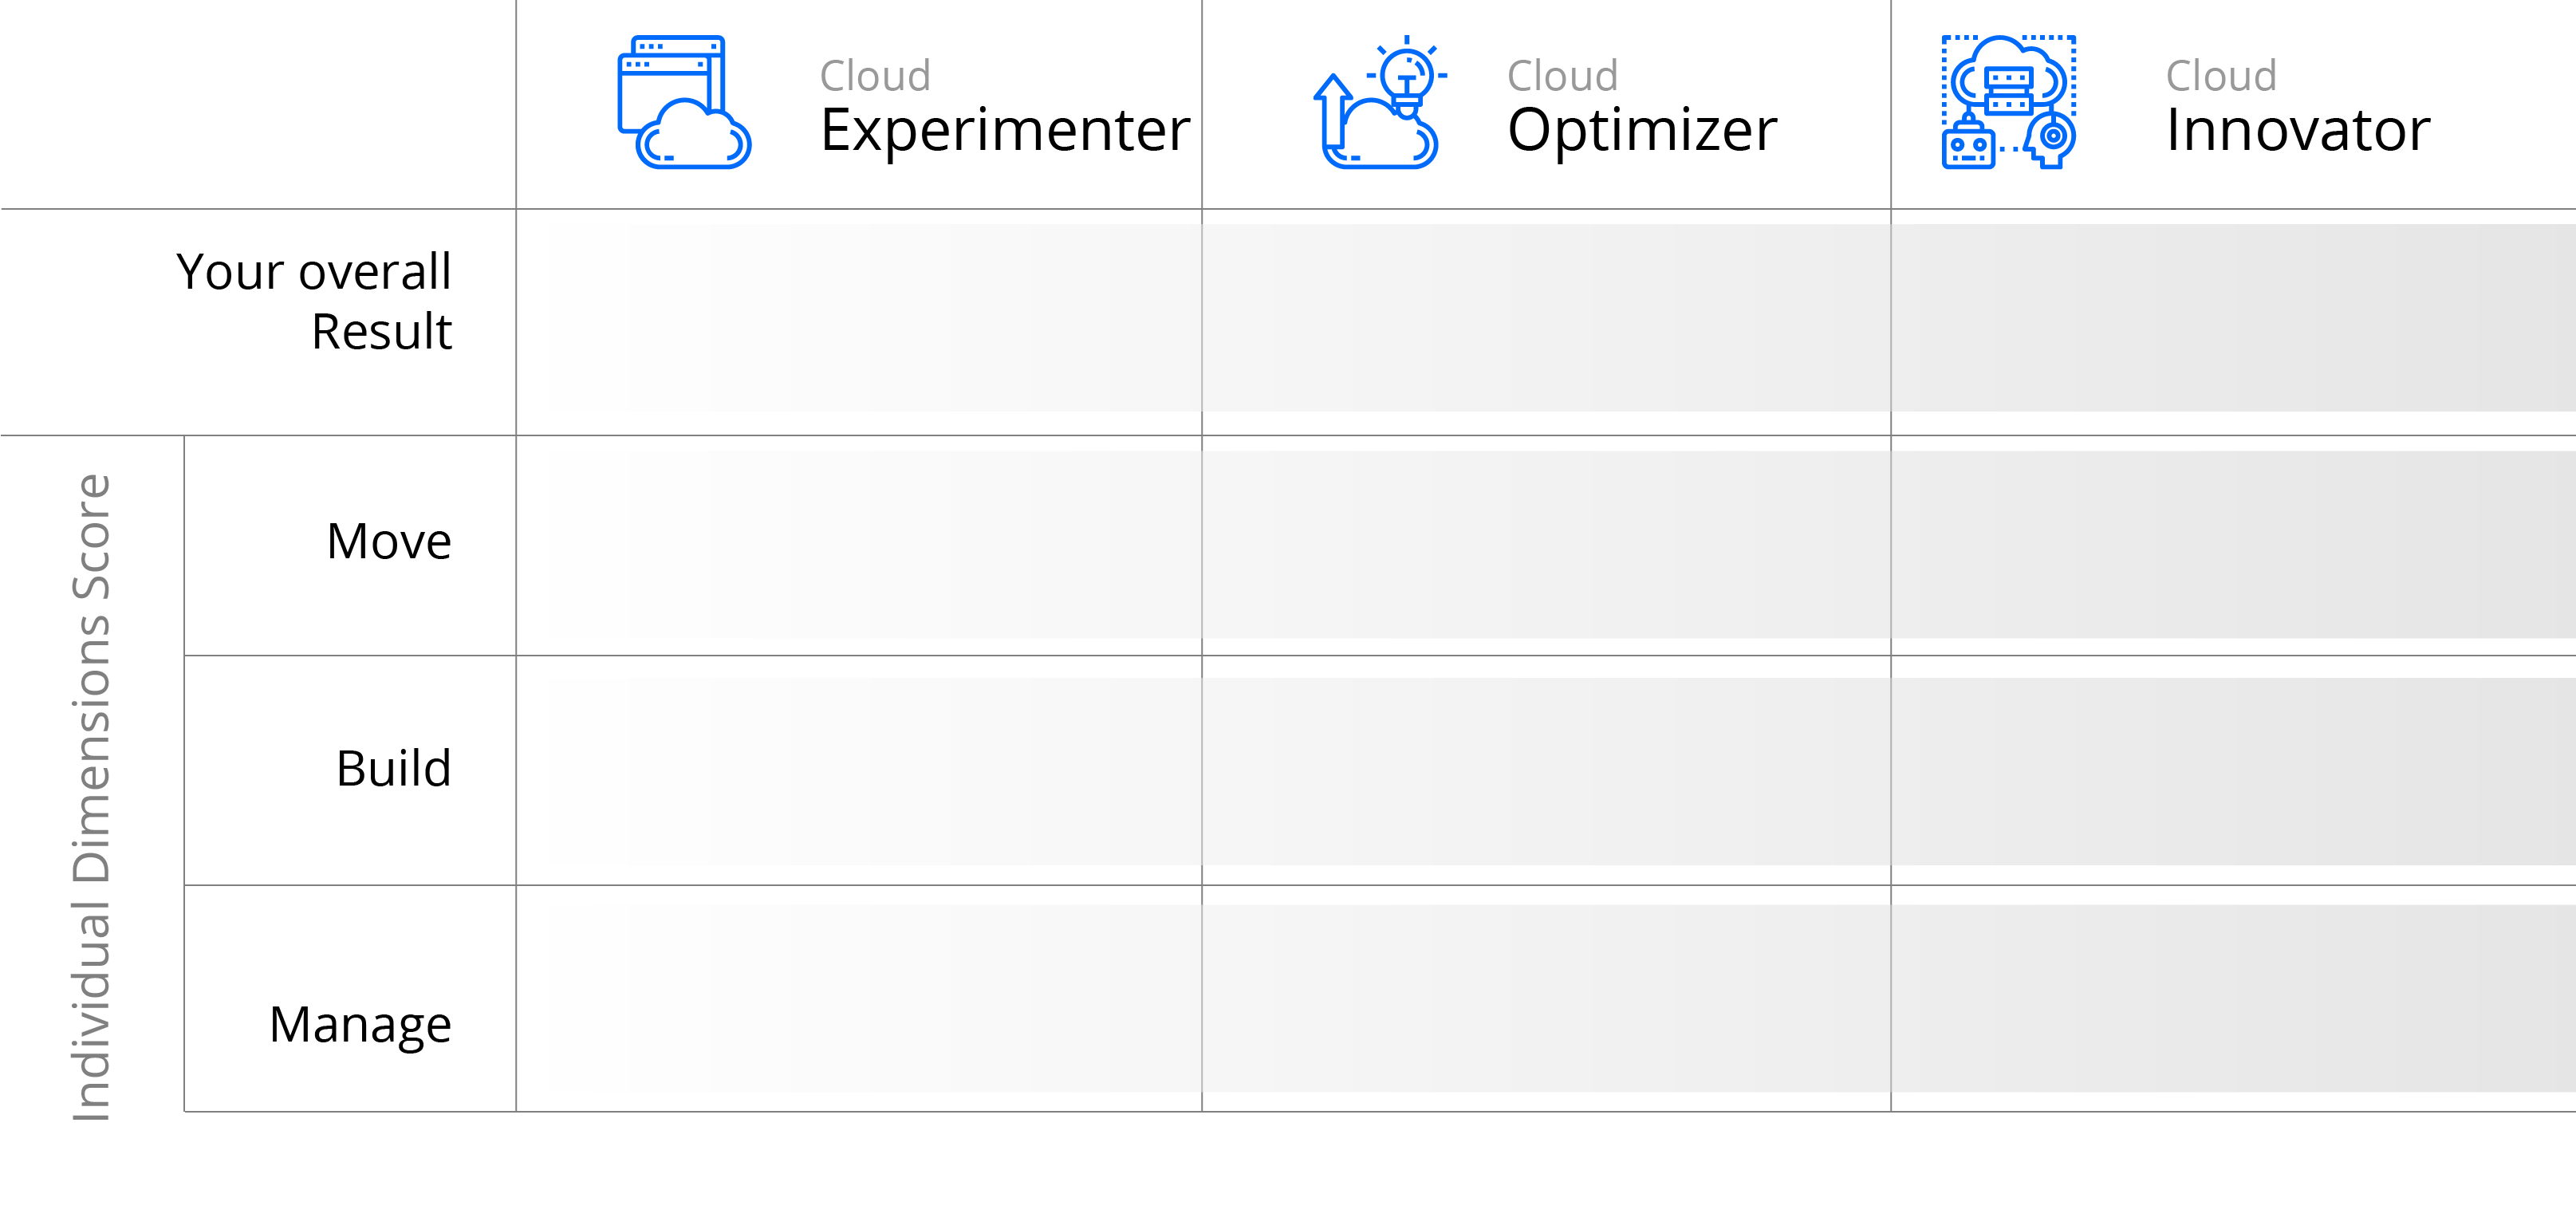 Cloud
Experimenter
Cloud
Optimizer
Cloud
Innovator
Your overall
Result
Individual Dimensions Score
Move
Build
Manage